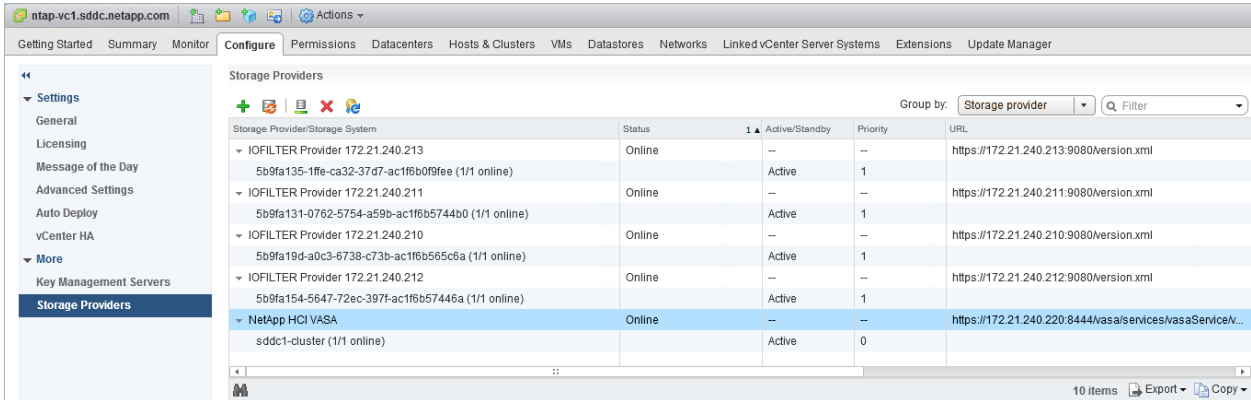 ntap-vc1.sddc.netapp.com Actions
Getting Started Summary Monitor Configure Permissions Datacenters Hosts & Clusters VMs Datastores Networks Linked vCenter Server Systems Extensions Update Manager
Settings
General
Licensing
Message of the Day
Advanced Settings
Auto Deploy
vCenter HA
More
Key Management Servers
Storage Providers
Storage Providers
Group by: Storage provider Filter
Storage Provider/Storage System Status 1 ▲ Active/Standby Priority URL
IOFILTER Provider 172.21.240.213 Online -- -- https://172.21.240.213:9080/version.xml
5b9fa135-1ffe-ca32-37d7-ac1f6b0f9fee (1/1 online) Active 1
IOFILTER Provider 172.21.240.211 Online -- -- https://172.21.240.211:9080/version.xml
5b9fa131-0762-5754-a59b-ac1f6b5744b0 (1/1 online) Active 1
IOFILTER Provider 172.21.240.210 Online -- -- https://172.21.240.210:9080/version.xml
5b9fa19d-a0c3-6738-c73b-ac1f6b565c6a (1/1 online) Active 1
IOFILTER Provider 172.21.240.212 Online -- -- https://172.21.240.212:9080/version.xml
5b9fa154-5647-72ec-397f-ac1f6b57446a (1/1 online) Active 1
NetApp HCI VASA Online -- -- https://172.21.240.220:8444/vasa/services/vasaService/v...
sddc1-cluster (1/1 online) Active 0
10 items Export Copy